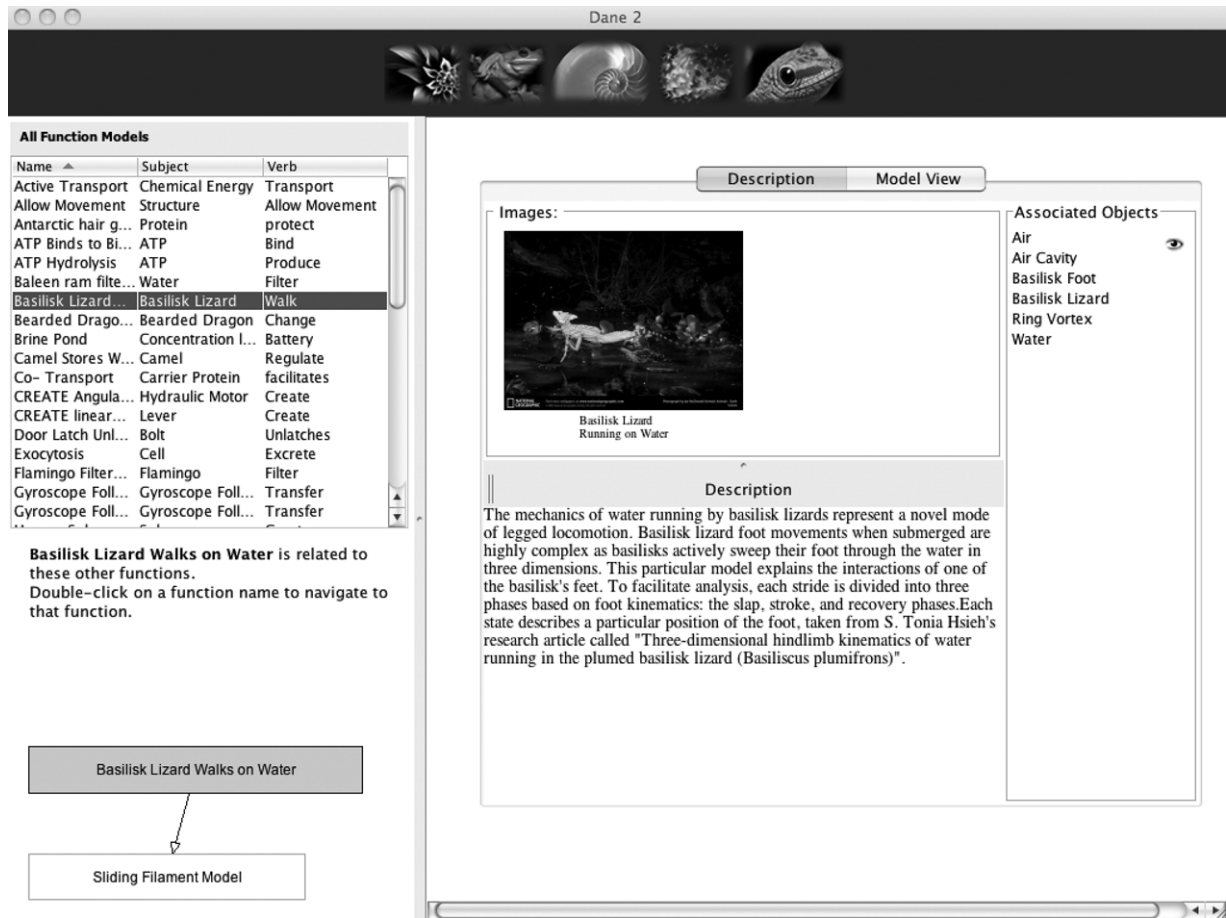 Dane 2
All Function Models
Name Subject Verb
Active Transport Chemical Energy Transport
Allow Movement Structure Allow Movement
Antarctic hair g... Protein protect
ATP Binds to Bi... ATP Bind
ATP Hydrolysis ATP Produce
Baleen ram filte... Water Filter
Basilisk Lizard... Basilisk Lizard Walk
Bearded Drago... Bearded Dragon Change
Brine Pond Concentration I... Battery
Camel Stores W... Camel Regulate
Co- Transport Carrier Protein facilitates
CREATE Angula... Hydraulic Motor Create
CREATE linear... Lever Create
Door Latch Unl... Bolt Unlatches
Exocytosis Cell Excrete
Flamingo Filter... Flamingo Filter
Gyroscope Foll... Gyroscope Foll... Transfer
Gyroscope Foll... Gyroscope Foll... Transfer
Basilisk Lizard Walks on Water is related to
these other functions.
Double-click on a function name to navigate to
that function.
Basilisk Lizard Walks on Water
Sliding Filament Model
Description Model View
Images:
NATIONAL
GEOGRAPHIC
Basilisk Lizard
Running on Water
Description
The mechanics of water running by basilisk lizards represent a novel mode
of legged locomotion. Basilisk lizard foot movements when submerged are
highly complex as basilisks actively sweep their foot through the water in
three dimensions. This particular model explains the interactions of one of
the basilisk's feet. To facilitate analysis, each stride is divided into three
phases based on foot kinematics: the slap, stroke, and recovery phases.Each
state describes a particular position of the foot, taken from S. Tonia Hsieh's
research article called "Three-dimensional hindlimb kinematics of water
running in the plumed basilisk lizard (Basiliscus plumifrons)".
Associated Objects
Air
Air Cavity
Basilisk Foot
Basilisk Lizard
Ring Vortex
Water